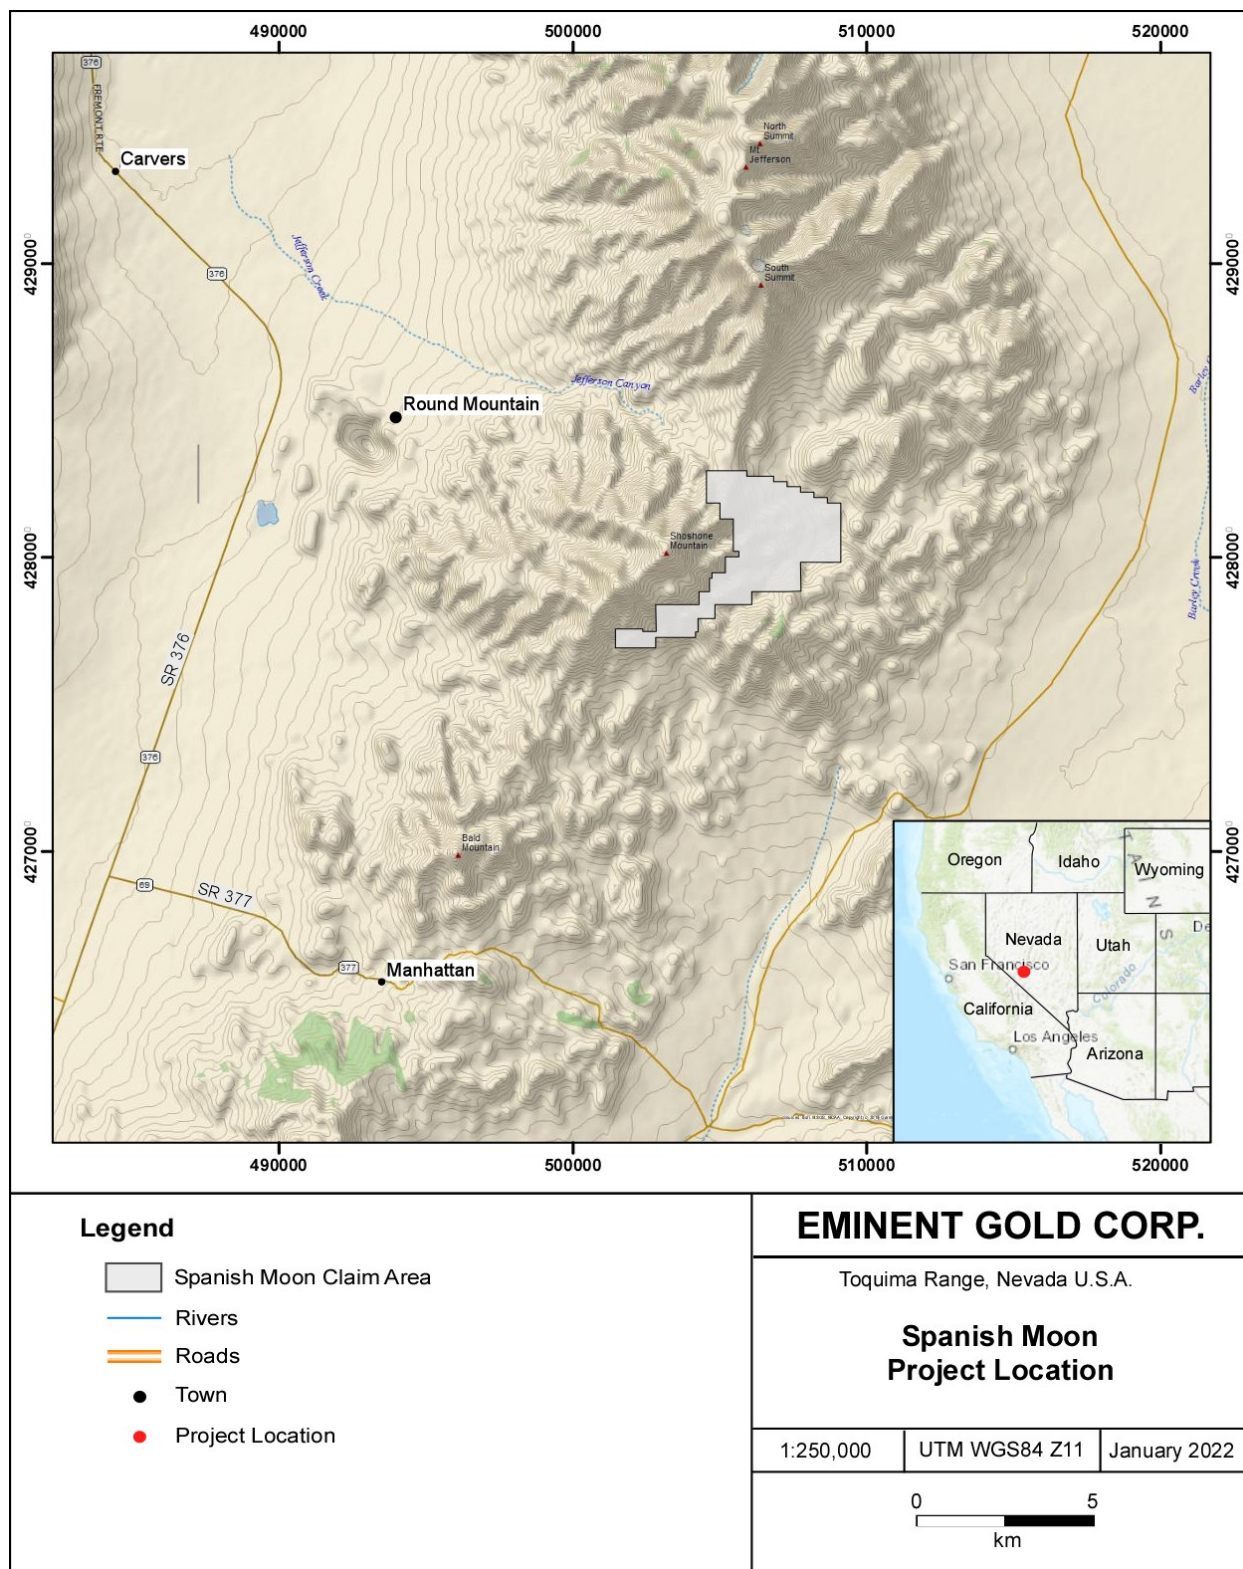 490000
500000
510000
520000
376
FREMONT RTE
Carvers
North
Summit
Mt
Jefferson
4290000
376
Jefferson Creek
South
Summit
4290000
Jefferson Canyon
Round Mountain
Barley
Shoshone
Mountain
4280000
4280000
Barley Creek
SR 376
376
Bald
Mountain
4270000
4270000
69
SR 377
377
Manhattan
Oregon
Idaho
Wyoming
T A I N S
Nevada
Utah
De
San Francisco
Colorado
California
Los Angeles
Arizona
490000
500000
510000
520000
Legend
Spanish Moon Claim Area
Rivers
Roads
Town
Project Location
EMINENT GOLD CORP.
Toquima Range, Nevada U.S.A.
Spanish Moon
Project Location
1:250,000
UTM WGS84 Z11
January 2022
0
5
km